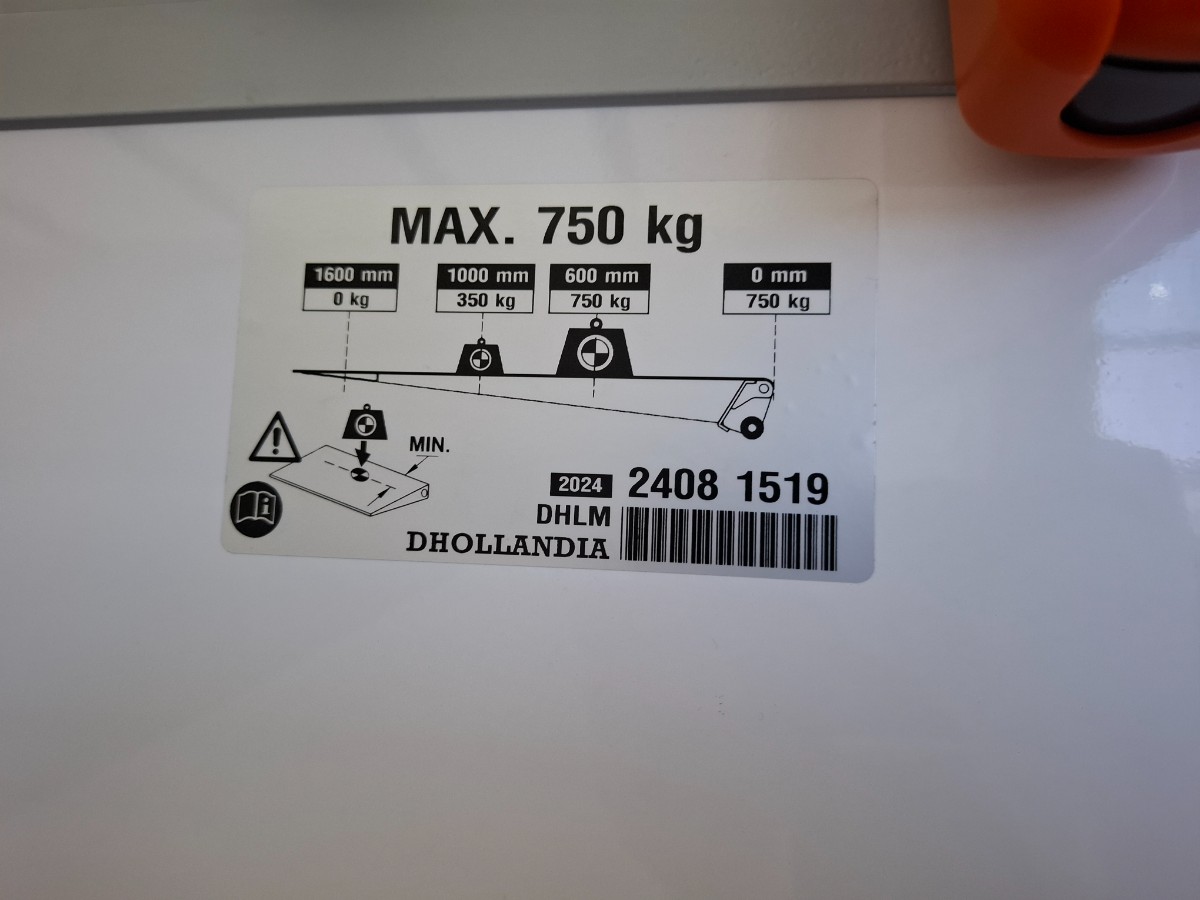 MAX. 750 kg
1600 mm 1000 mm 600 mm 0 mm
0 kg 350 kg 750 kg 750 kg
MIN.
2024 2408 1519
DHLM
DHOLLANDIA